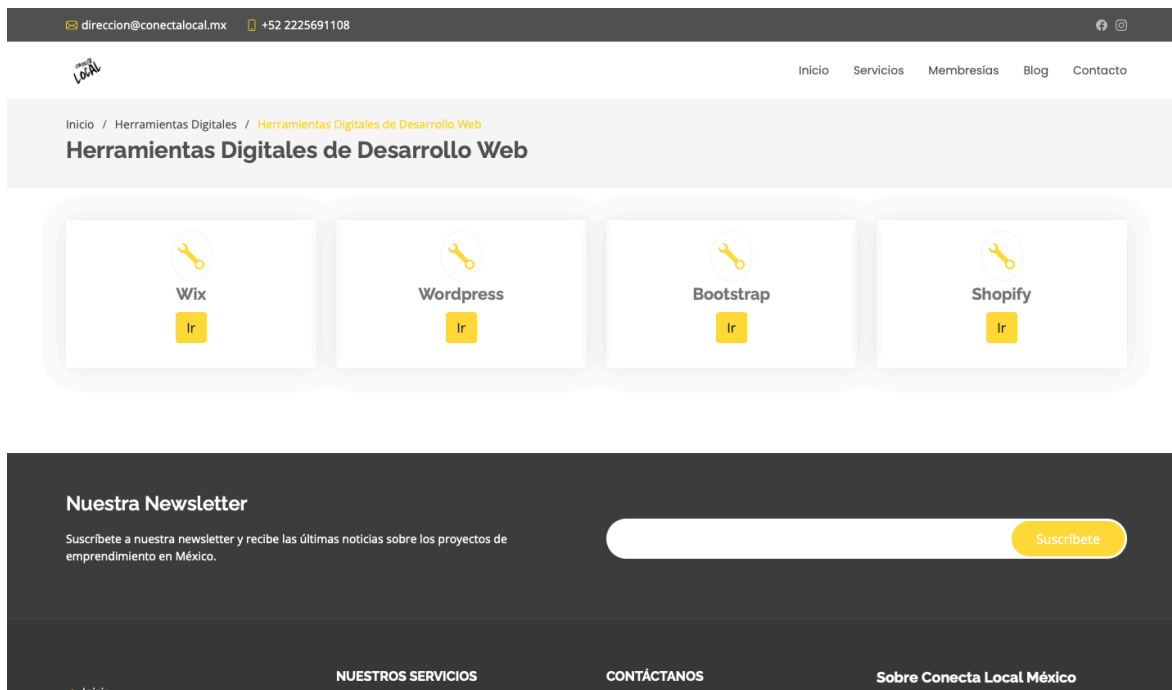 direccion@conectalocal.mx +52 2225691108
CONECTA
LOCAL
Inicio Servicios Membresías Blog Contacto
Inicio / Herramientas Digitales / Herramientas Digitales de Desarrollo Web
Herramientas Digitales de Desarrollo Web
Wix Wordpress Bootstrap Shopify
Ir Ir Ir Ir
Nuestra Newsletter
Suscríbete a nuestra newsletter y recibe las últimas noticias sobre los proyectos de
emprendimiento en México.
Suscríbete
NUESTROS SERVICIOS CONTÁCTANOS Sobre Conecta Local México